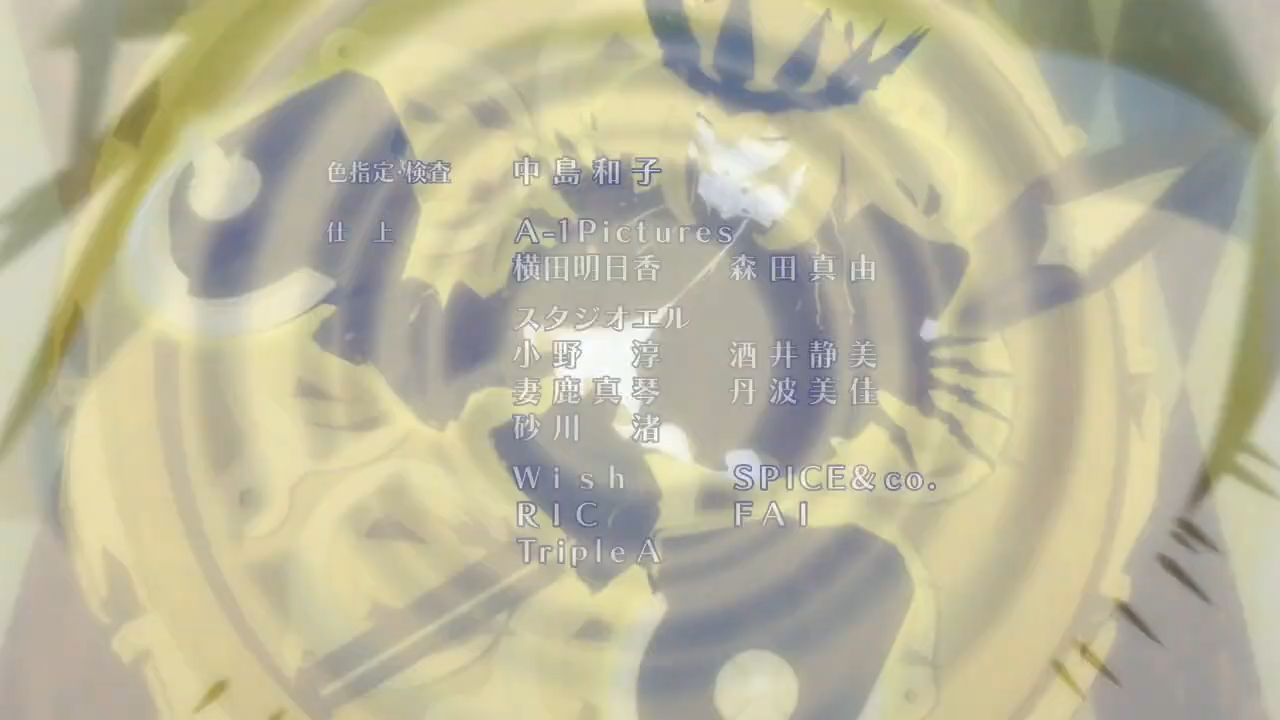 色指定・検査 中島和子
仕上 A-1Pictures
横田明日香 森田真由
スタジオエル
小野淳 酒井静美
妻鹿真琴 丹波美佳
砂川渚
Wish SPICE&co.
RIC FAI
TripleA